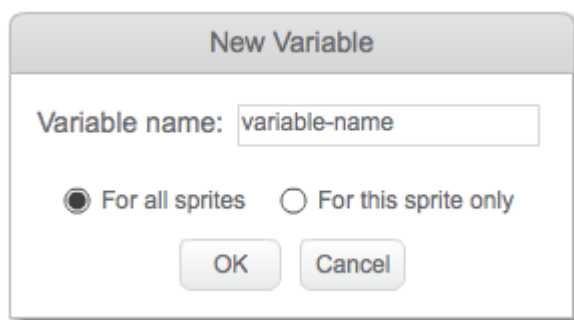 New Variable
Variable name: variable-name
For all sprites For this sprite only
OK Cancel